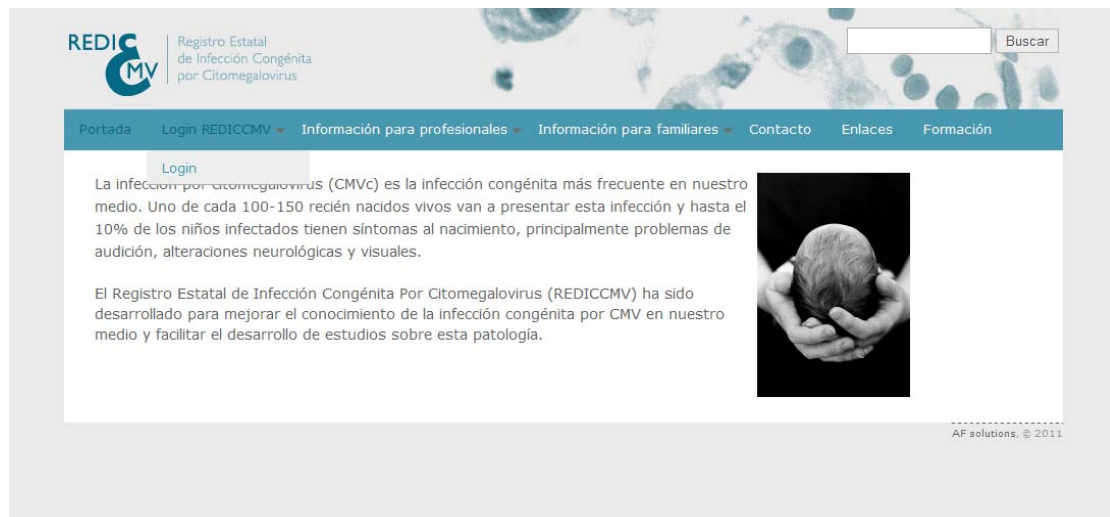 REDICCMV
Registro Estatal
de Infección Congénita
por Citomegalovirus
Buscar
Portada Login REDICCMV Información para profesionales Información para familiares Contacto Enlaces Formación
Login
La infección por citomegalovirus (CMVc) es la infección congénita más frecuente en nuestro
medio. Uno de cada 100-150 recién nacidos vivos van a presentar esta infección y hasta el
10% de los niños infectados tienen síntomas al nacimiento, principalmente problemas de
audición, alteraciones neurológicas y visuales.
El Registro Estatal de Infección Congénita Por Citomegalovirus (REDICCMV) ha sido
desarrollado para mejorar el conocimiento de la infección congénita por CMV en nuestro
medio y facilitar el desarrollo de estudios sobre esta patología.
AF solutions, © 2011